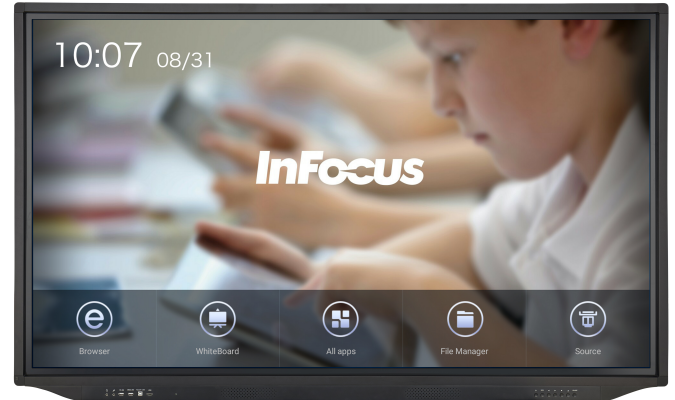 10:07 08/31
InFocus
Browser
WhiteBoard
All apps
File Manager
Source